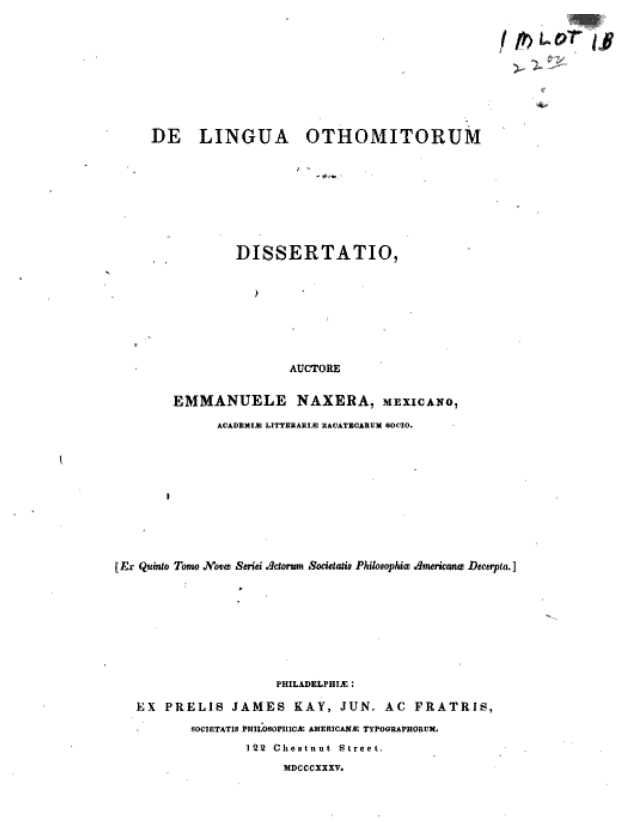 DE LINGUA OTHOMITORUM
DISSERTATIO,
AUCTORE
EMMANUELE NAXERA, MEXICANO,
ACADEMIÆ LITTERARIÆ ZACATECARUM SOCIO.
[Ex Quinto Tomo Novæ Seriei Actorum Societatis Philosophiæ Americanæ Decerpta.]
PHILADELPHIÆ:
EX PRELIS JAMES KAY, JUN. AC FRATRIS,
SOCIETATIS PHILOSOPHICÆ AMERICANÆ TYPOGRAPHORUM.
122 Chestnut Street.
MDCCCXXXV.